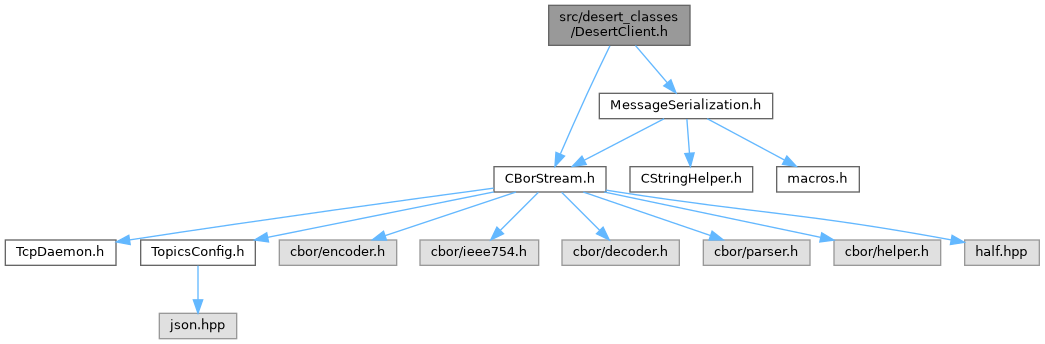 src/desert_classes
/DesertClient.h
MessageSerialization.h
CBorStream.h
CStringHelper.h
macros.h
TcpDaemon.h
TopicsConfig.h
cbor/encoder.h
cbor/ieee754.h
cbor/decoder.h
cbor/parser.h
cbor/helper.h
half.hpp
json.hpp